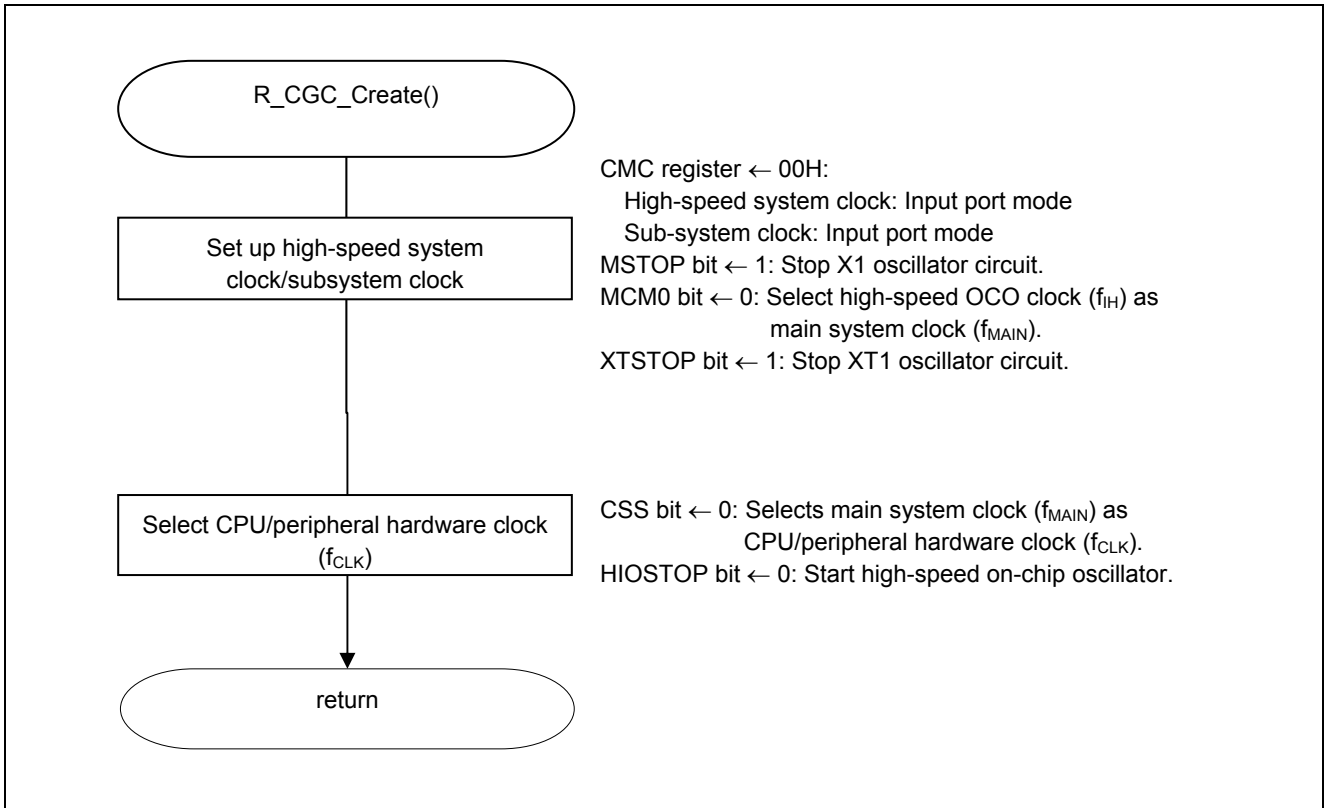 R_CGC_Create()
CMC register ← 00H:
High-speed system clock: Input port mode
Sub-system clock: Input port mode
MSTOP bit ← 1: Stop X1 oscillator circuit.
MCM0 bit ← 0: Select high-speed OCO clock (fIH) as
main system clock (fMAIN).
XTSTOP bit ← 1: Stop XT1 oscillator circuit.
Set up high-speed system
clock/subsystem clock
CSS bit ← 0: Selects main system clock (fMAIN) as
CPU/peripheral hardware clock (fCLK).
HIOSTOP bit ← 0: Start high-speed on-chip oscillator.
Select CPU/peripheral hardware clock
(fCLK)
return